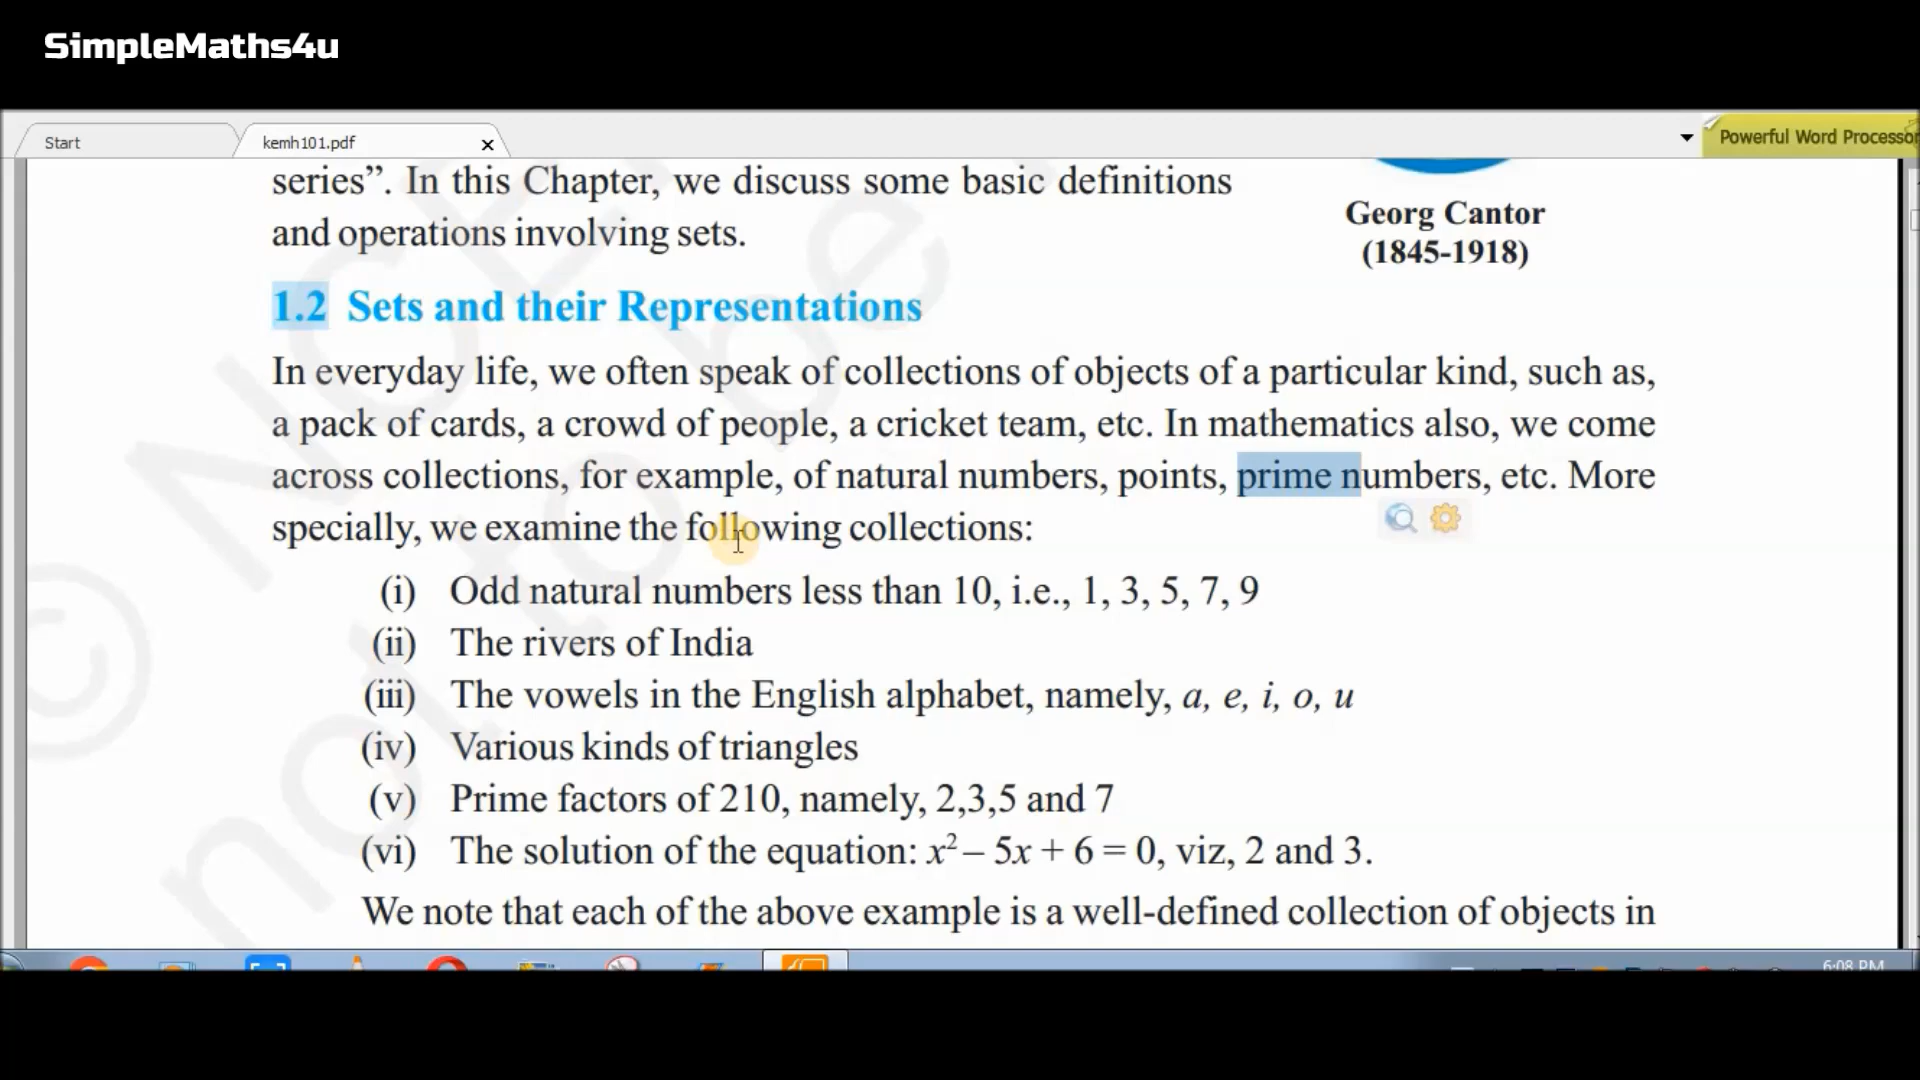 SimpleMaths4u
Start
kemh101.pdf
Powerful Word Processor
series”. In this Chapter, we discuss some basic definitions
and operations involving sets.
Georg Cantor
(1845-1918)
1.2 Sets and their Representations
In everyday life, we often speak of collections of objects of a particular kind, such as,
a pack of cards, a crowd of people, a cricket team, etc. In mathematics also, we come
across collections, for example, of natural numbers, points, prime numbers, etc. More
specially, we examine the following collections:
(i) Odd natural numbers less than 10, i.e., 1, 3, 5, 7, 9
(ii) The rivers of India
(iii) The vowels in the English alphabet, namely, a, e, i, o, u
(iv) Various kinds of triangles
(v) Prime factors of 210, namely, 2,3,5 and 7
(vi) The solution of the equation: x² – 5x + 6 = 0, viz, 2 and 3.
We note that each of the above example is a well-defined collection of objects in
6:08 PM
© NCE
not to be